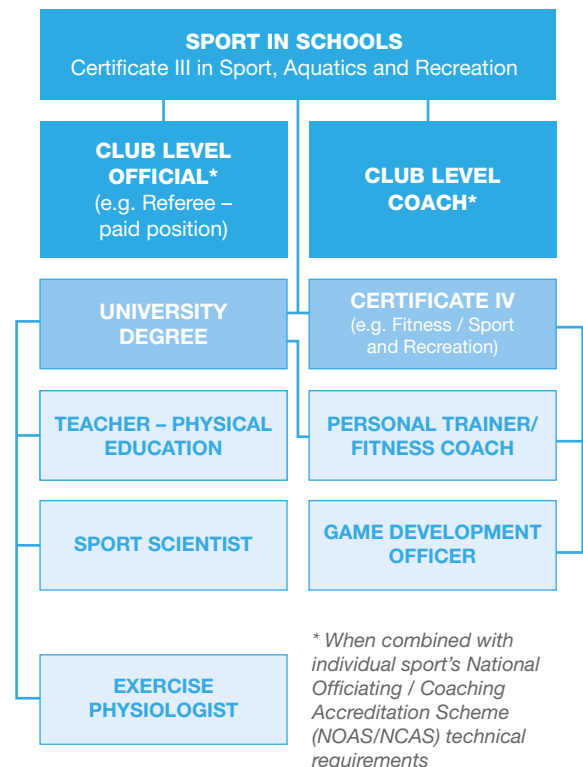 SPORT IN SCHOOLS
Certificate III in Sport, Aquatics and Recreation
CLUB LEVEL
OFFICIAL*
(e.g. Referee –
paid position)
CLUB LEVEL
COACH*
UNIVERSITY
DEGREE
CERTIFICATE IV
(e.g. Fitness / Sport
and Recreation)
TEACHER – PHYSICAL
EDUCATION
PERSONAL TRAINER/
FITNESS COACH
SPORT SCIENTIST
GAME DEVELOPMENT
OFFICER
EXERCISE
PHYSIOLOGIST
* When combined with
individual sport's National
Officiating / Coaching
Accreditation Scheme
(NOAS/NCAS) technical
requirements